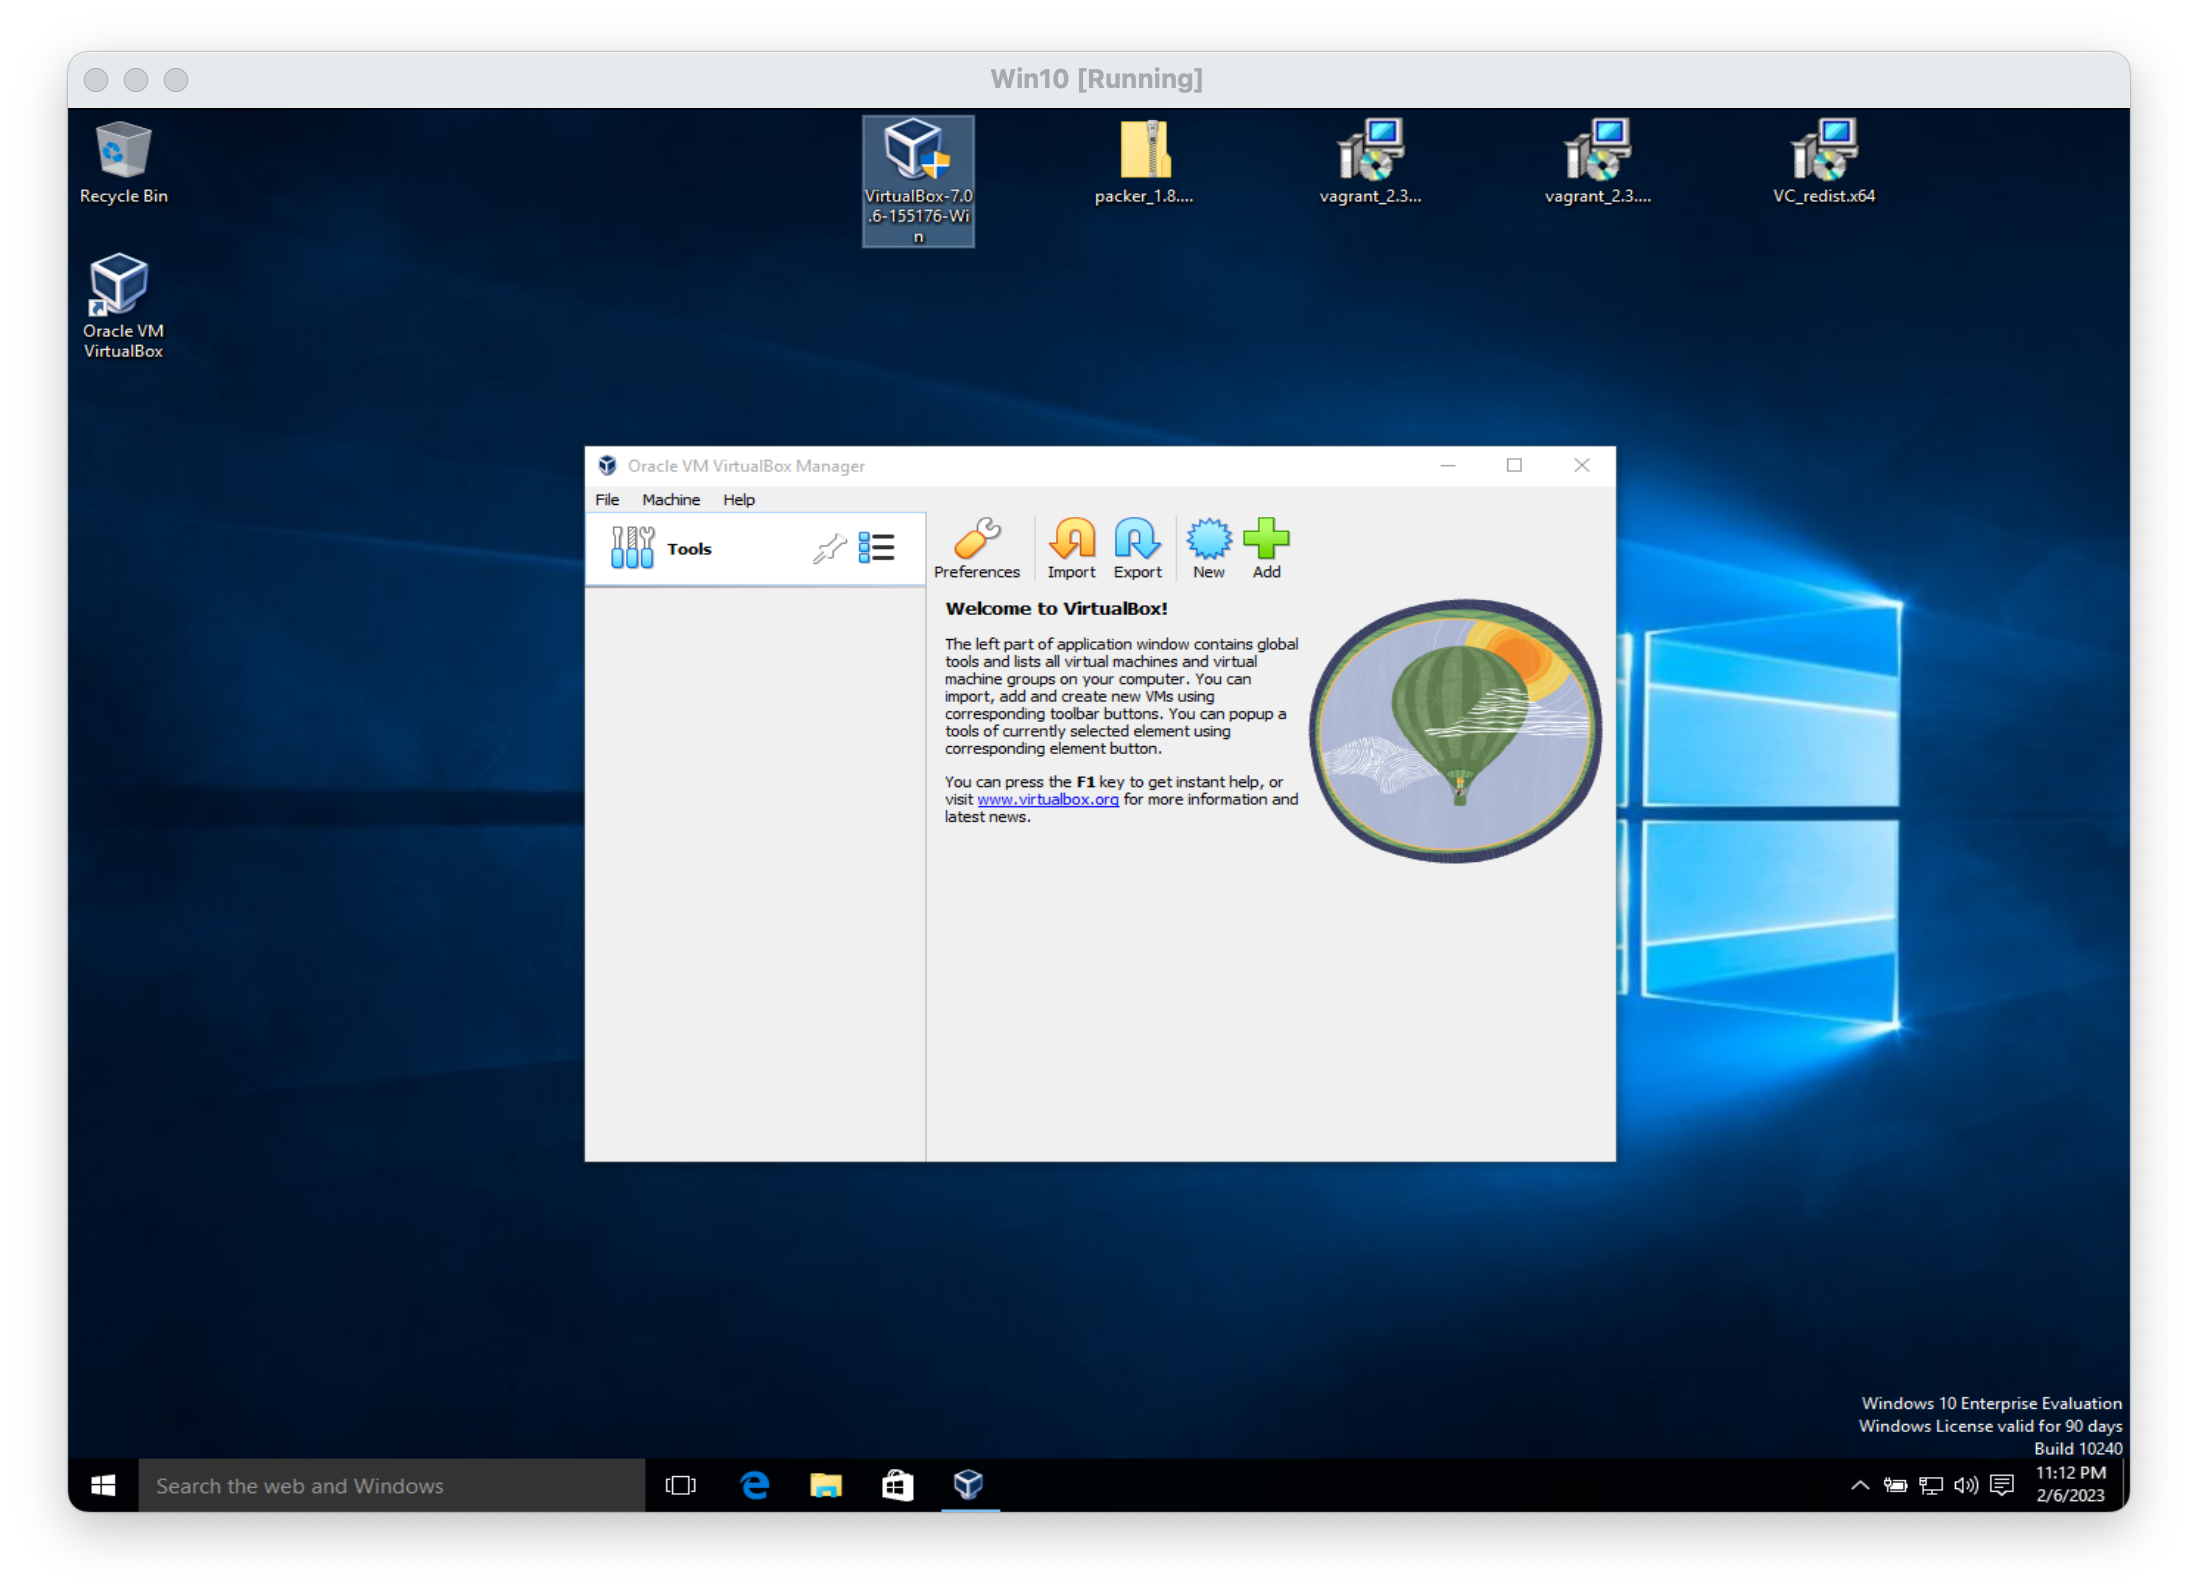 Win10 [Running]
Recycle Bin
VirtualBox-7.0
.6-155176-Wi
n
packer_1.8....
vagrant_2.3...
vagrant_2.3....
VC_redist.x64
Oracle VM
VirtualBox
Oracle VM VirtualBox Manager
File Machine Help
Tools
Preferences Import Export New Add
Welcome to VirtualBox!
The left part of application window contains global
tools and lists all virtual machines and virtual
machine groups on your computer. You can
import, add and create new VMs using
corresponding toolbar buttons. You can popup a
tools of currently selected element using
corresponding element button.
You can press the F1 key to get instant help, or
visit www.virtualbox.org for more information and
latest news.
Windows 10 Enterprise Evaluation
Windows License valid for 90 days
Build 10240
Search the web and Windows
11:12 PM
2/6/2023